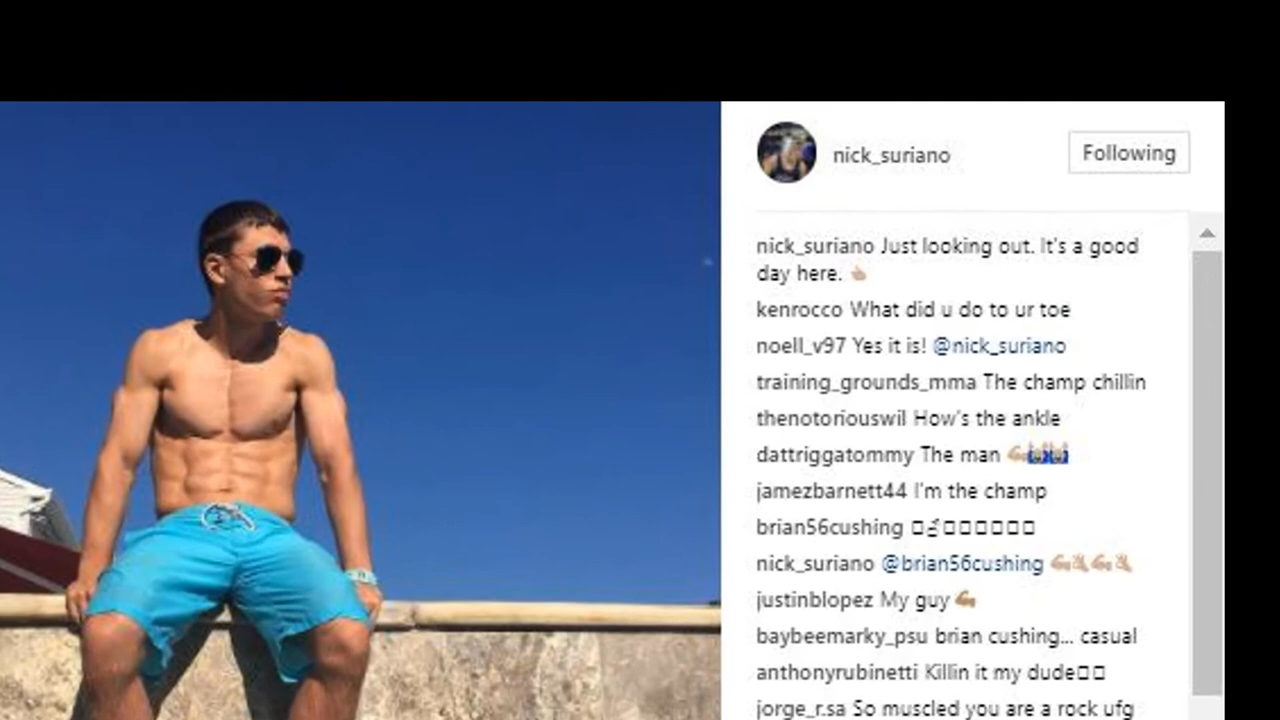 nick_suriano
Following
nick_suriano Just looking out. It's a good
day here. 👆🏼
kenrocco What did u do to ur toe
noell_v97 Yes it is! @nick_suriano
training_grounds_mma The champ chillin
thenotoriouswil How's the ankle
dattriggatommy The man 💪🏼🙌🙌
jamezbarnett44 I'm the champ
brian56cushing
nick_suriano @brian56cushing
justinblopez My guy 💪🏽
baybeemarky_psu brian cushing... casual
anthonyrubinetti Killin it my dude▯▯
jorge_r.sa So muscled you are a rock ufg